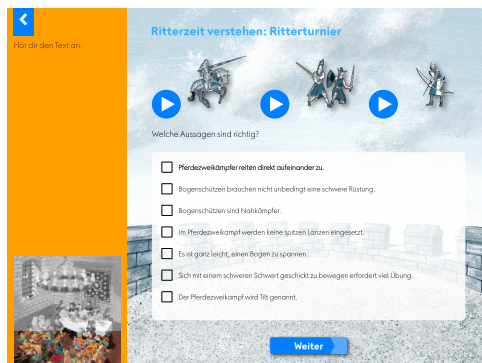 Hör dir den Text an.
Ritterzeit verstehen: Ritterturnier
Welche Aussagen sind richtig?
Pferdezweikämpfer reiten direkt aufeinander zu.
Bogenschützen brauchen nicht unbedingt eine schwere Rüstung.
Bogenschützen sind Nahkämpfer.
Im Pferdezweikampf werden keine spitzen Lanzen eingesetzt.
Es ist ganz leicht, einen Bogen zu spannen.
Sich mit einem schweren Schwert geschickt zu bewegen erfordert viel Übung.
Der Pferdezweikampf wird Tilt genannt.
Weiter